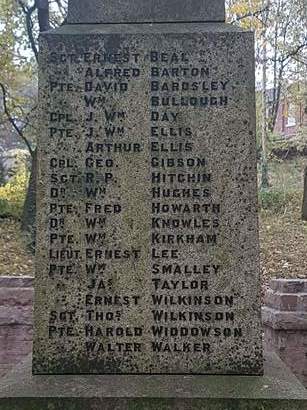 SGT. ERNEST BEAL
" ALFRED BARTON
PTE. DAVID BARDSLEY
" Wᴹ BULLOUGH
CPL. J. Wᴹ DAY
PTE. J. Wᴹ ELLIS
" ARTHUR ELLIS
CPL. GEO. GIBSON
SGT. R. P. HITCHIN
Dᴿ Wᴹ HUGHES
PTE. FRED HOWARTH
Dᴿ Wᴹ KNOWLES
PTE. Wᴹ KIRKHAM
LIEUT. ERNEST LEE
PTE. Wᴹ SMALLEY
" JAˢ TAYLOR
" ERNEST WILKINSON
SGT. THOˢ WILKINSON
PTE. HAROLD WIDDOWSON
" WALTER WALKER